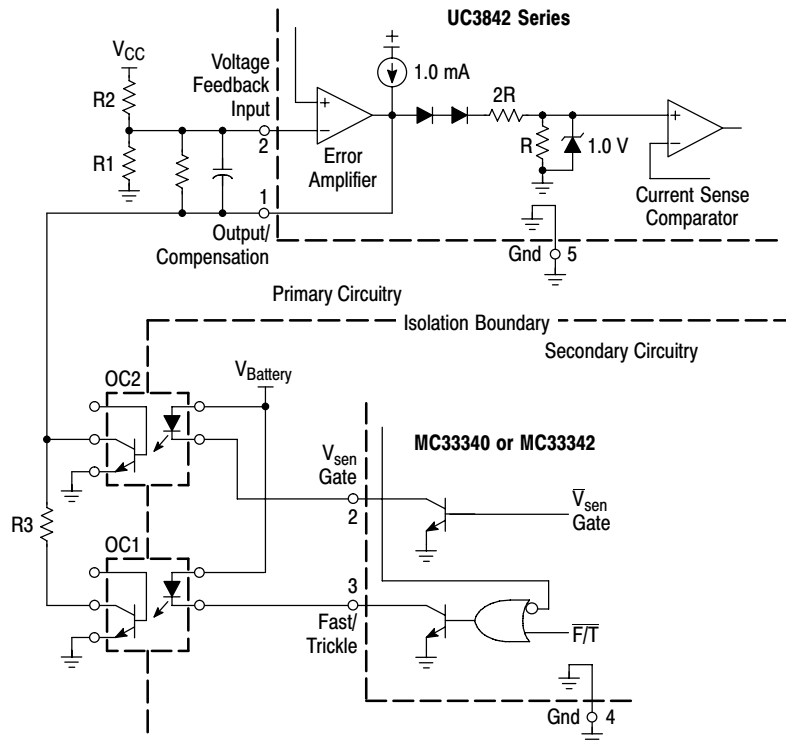 UC3842 Series
V_CC
R2
R1
Voltage
Feedback
Input
2
+
−
Error
Amplifier
+
1.0 mA
2R
R
1.0 V
+
−
Current Sense
Comparator
1
Output/
Compensation
Gnd
5
Primary Circuitry
Isolation Boundary
Secondary Circuitry
OC2
V_Battery
MC33340 or MC33342
V_sen
Gate
2
V̅_sen
Gate
R3
OC1
3
Fast/
Trickle
F̅/̅T̅
Gnd
4